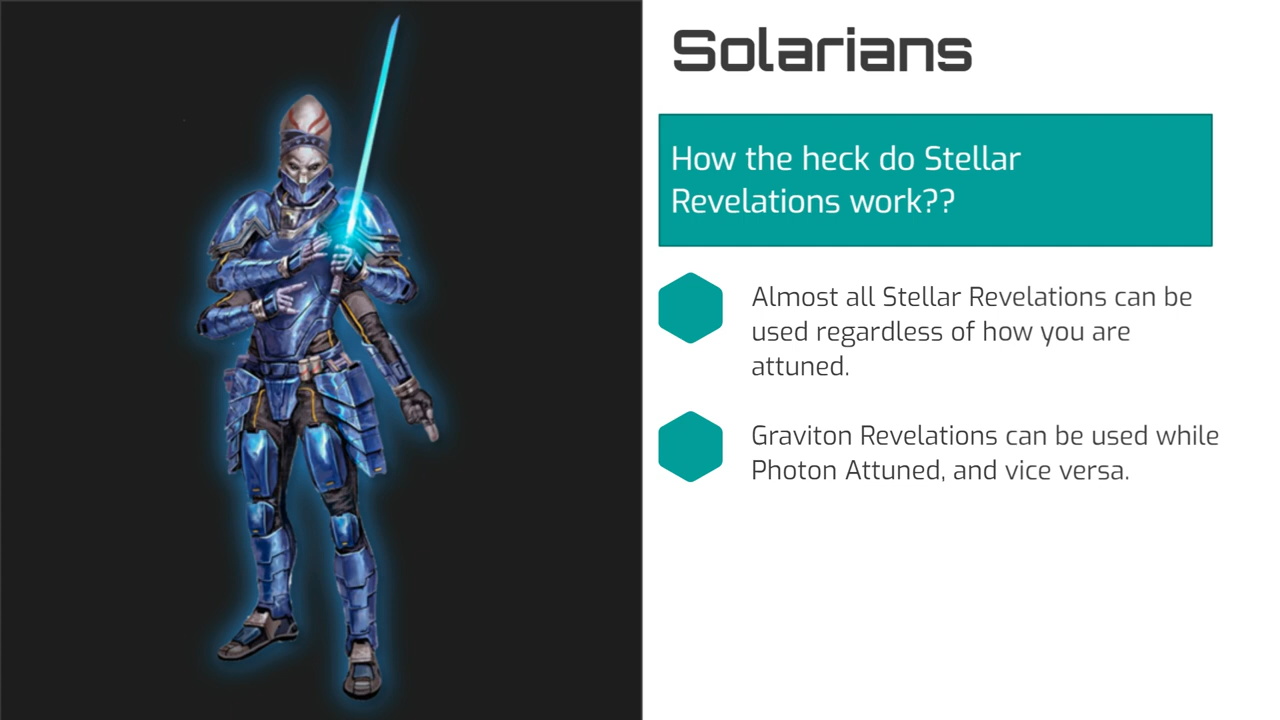 Solarians
How the heck do Stellar
Revelations work??
Almost all Stellar Revelations can be
used regardless of how you are
attuned.
Graviton Revelations can be used while
Photon Attuned, and vice versa.